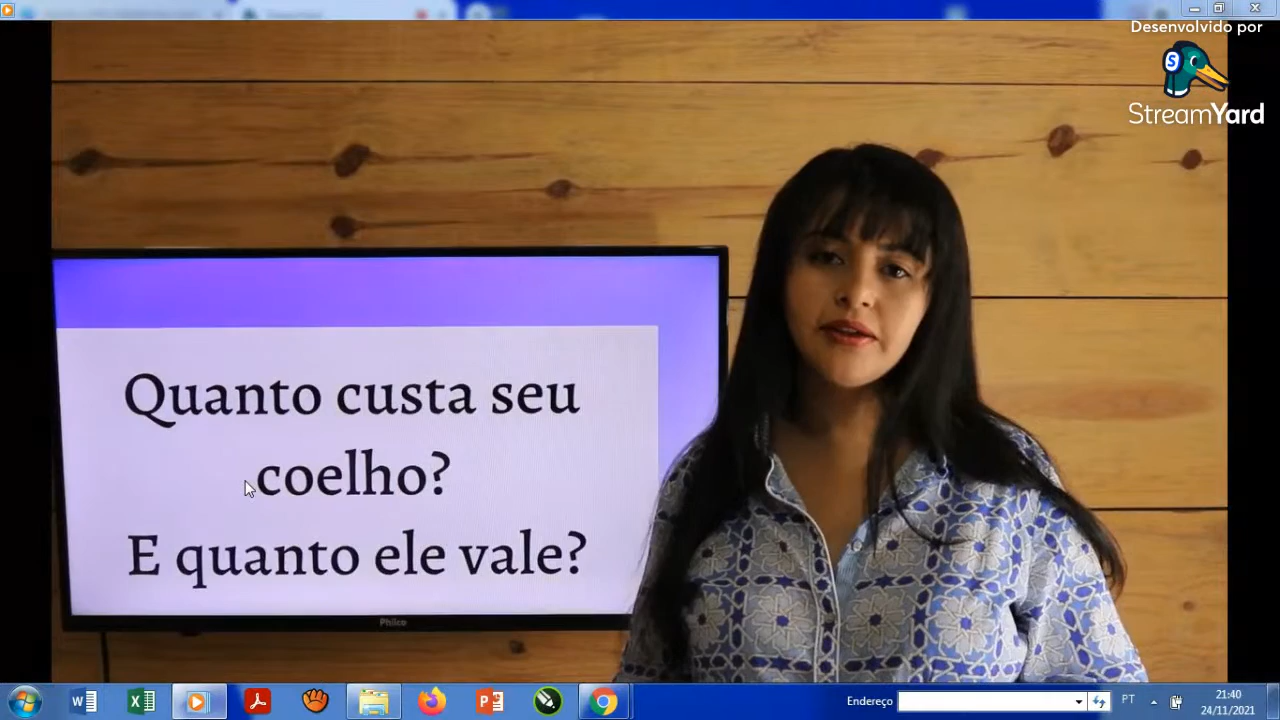 Desenvolvido por
StreamYard
Quanto custa seu
coelho?
E quanto ele vale?
Philco
Endereço
PT
21:40
24/11/2021